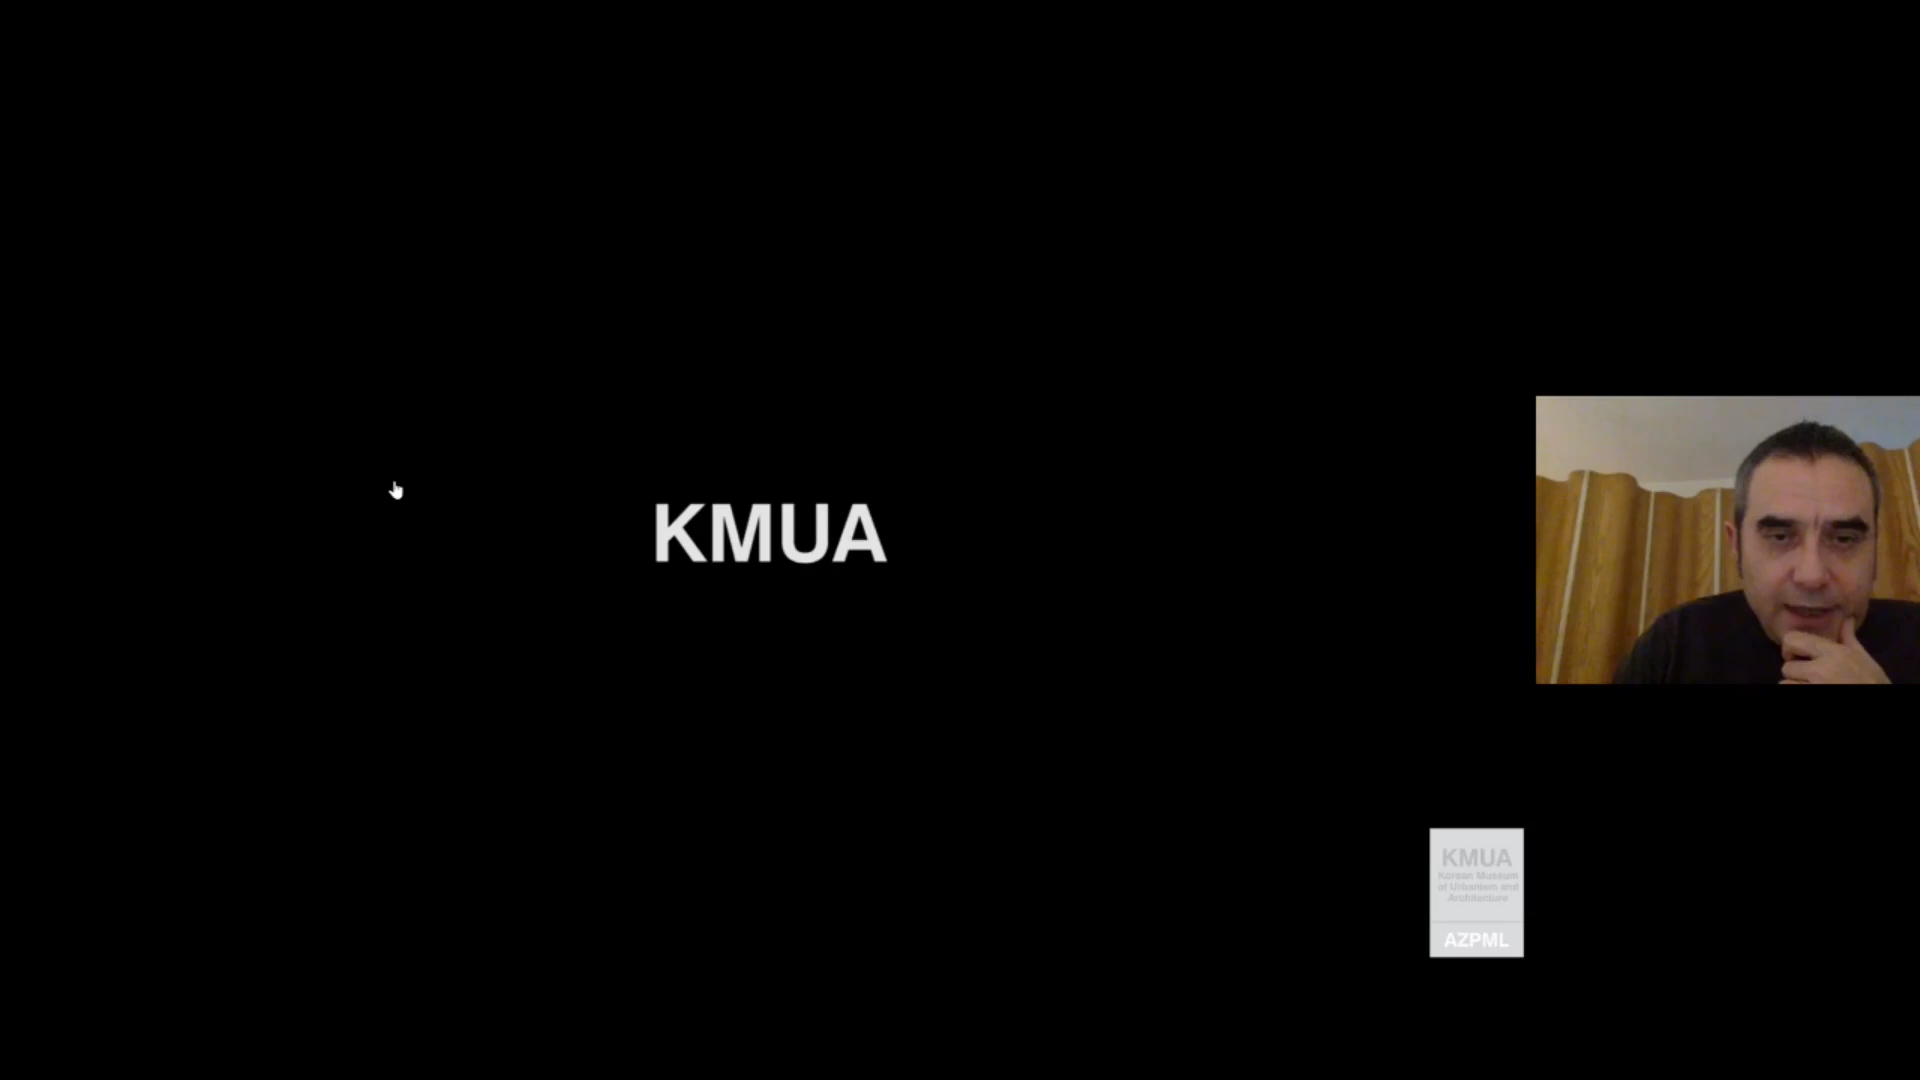 KMUA
KMUA
Korean Museum
of Urbanism and
Architecture
AZPML